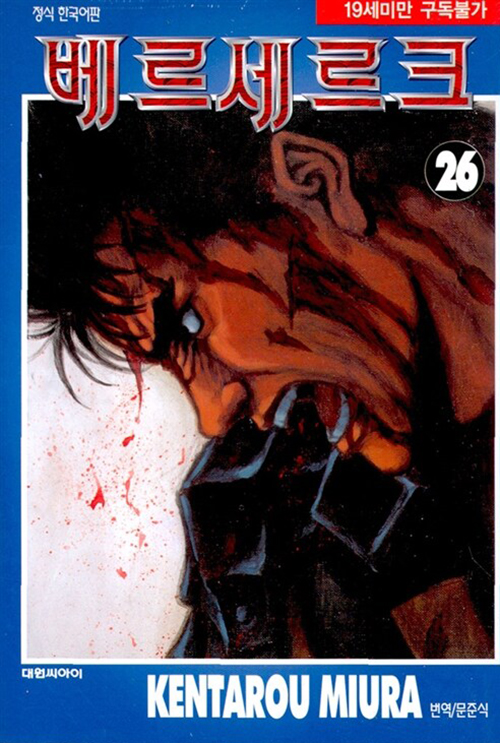 정식 한국어판
19세미만 구독불가
베르세르크
26
대원씨아이
KENTAROU MIURA
번역/문준식